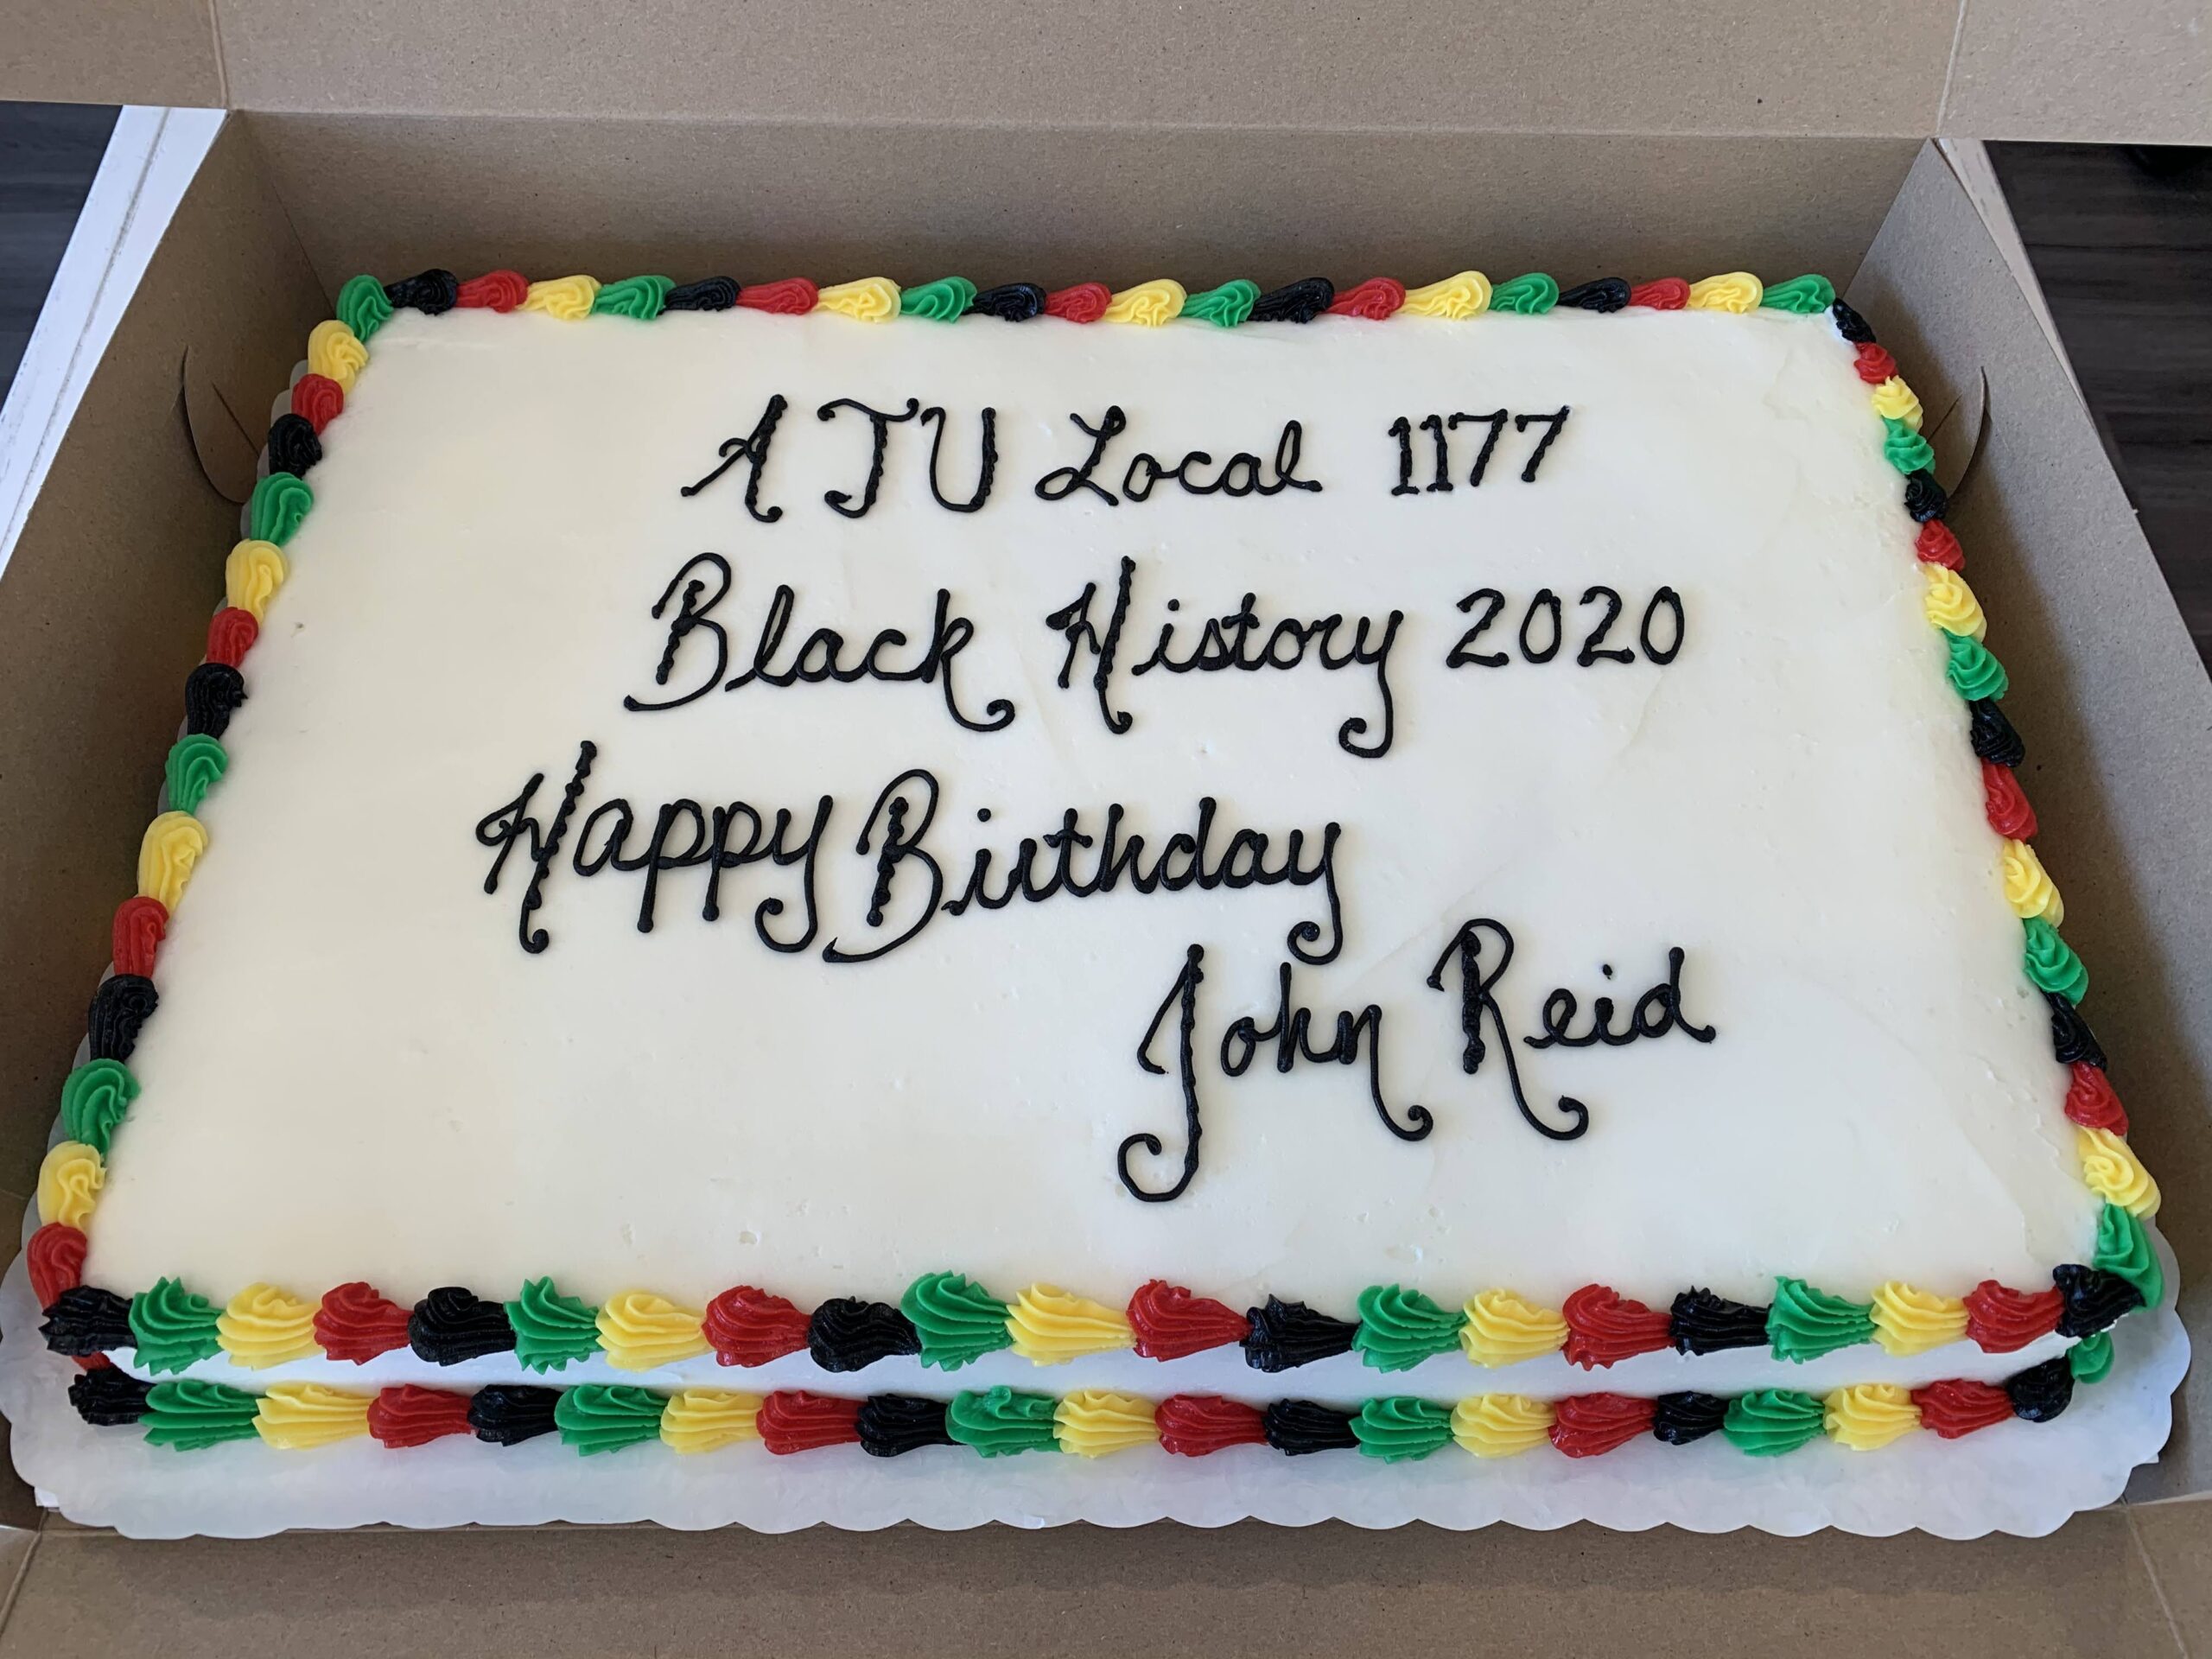 ATU Local 1177
Black History 2020
Happy Birthday
John Reid